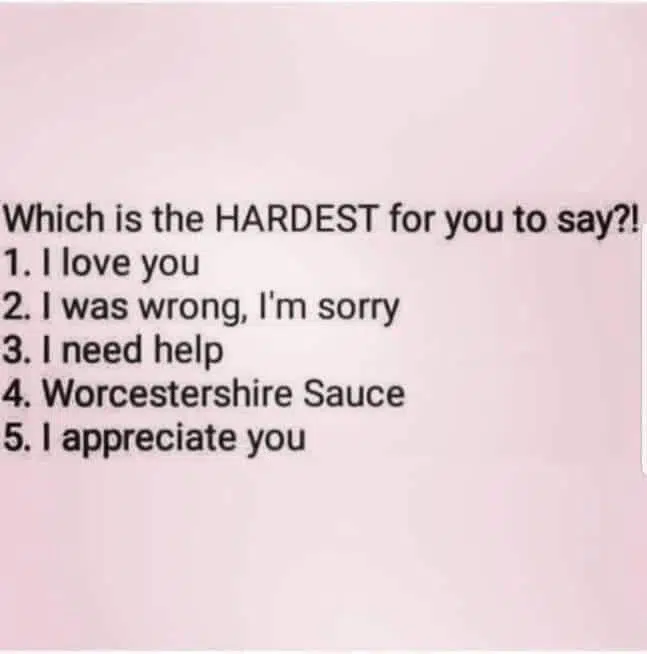 Which is the HARDEST for you to say?!
1. I love you
2. I was wrong, I'm sorry
3. I need help
4. Worcestershire Sauce
5. I appreciate you